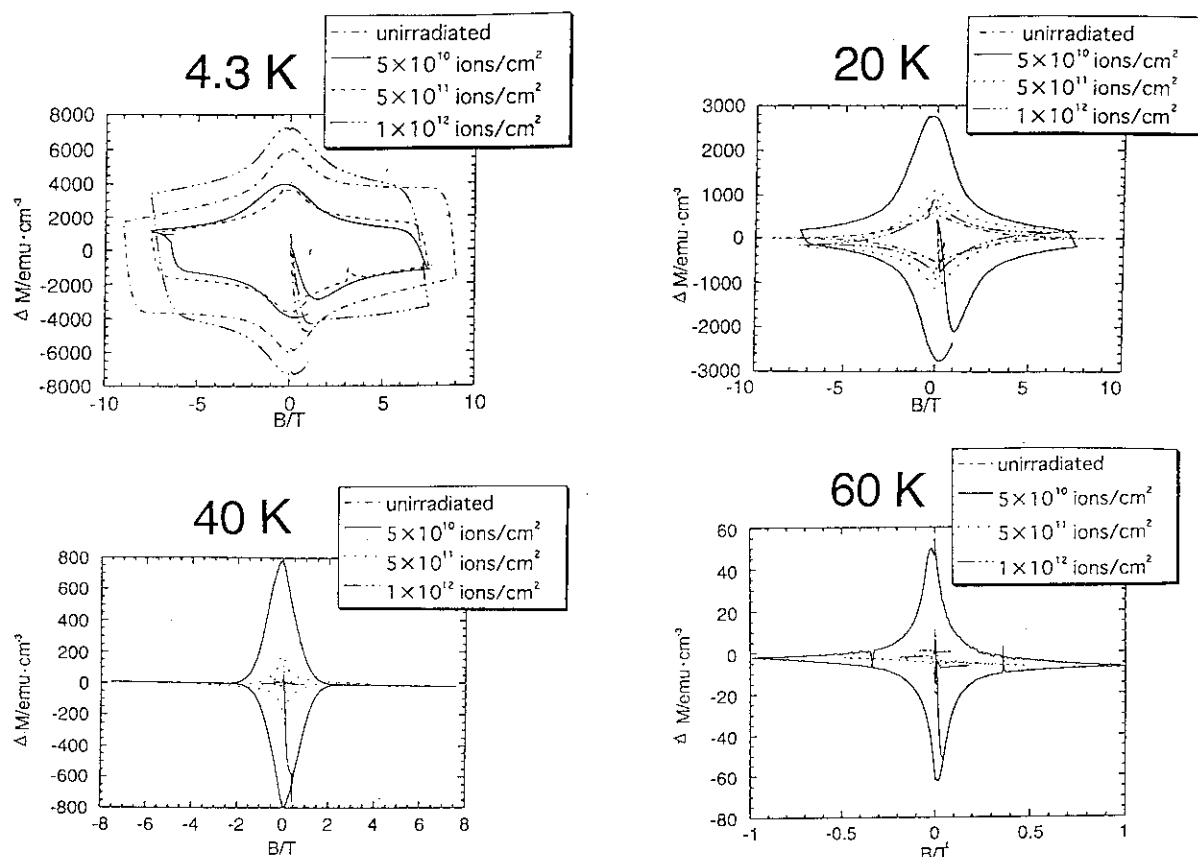 4.3 K
unirradiated
5×10¹⁰ ions/cm²
5×10¹¹ ions/cm²
1×10¹² ions/cm²
8000
6000
4000
2000
0
-2000
-4000
-6000
-8000
Δ M/emu·cm⁻³
-10
-5
0
5
10
B/T
20 K
unirradiated
5×10¹⁰ ions/cm²
5×10¹¹ ions/cm²
1×10¹² ions/cm²
3000
2000
1000
0
-1000
-2000
-3000
Δ M/emu·cm⁻³
-10
-5
0
5
10
B/T
40 K
unirradiated
5×10¹⁰ ions/cm²
5×10¹¹ ions/cm²
1×10¹² ions/cm²
800
600
400
200
0
-200
-400
-600
-800
Δ M/emu·cm⁻³
-8
-6
-4
-2
0
2
4
6
8
B/T
60 K
unirradiated
5×10¹⁰ ions/cm²
5×10¹¹ ions/cm²
1×10¹² ions/cm²
60
40
20
0
-20
-40
-60
-80
Δ M/emu·cm⁻³
-1
-0.5
0
0.5
1
B/T